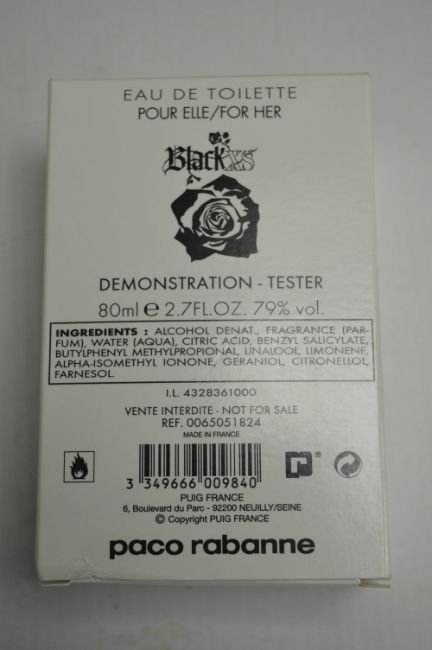 EAU DE TOILETTE
POUR ELLE/FOR HER
Black XS
DEMONSTRATION - TESTER
80ml e 2.7FL.OZ. 79% vol.
INGREDIENTS : ALCOHOL DENAT., FRAGRANCE (PAR-
FUM), WATER (AQUA), CITRIC ACID, BENZYL SALICYLATE,
BUTYLPHENYL METHYLPROPIONAL, LINALOOL, LIMONENE,
ALPHA-ISOMETHYL IONONE, GERANIOL, CITRONELLOL,
FARNESOL.
I.L. 4328361000
VENTE INTERDITE - NOT FOR SALE
REF. 0065051824
MADE IN FRANCE
3 349666 009840
PUIG FRANCE
6, Boulevard du Parc - 92200 NEUILLY/SEINE
© Copyright PUIG FRANCE
paco rabanne